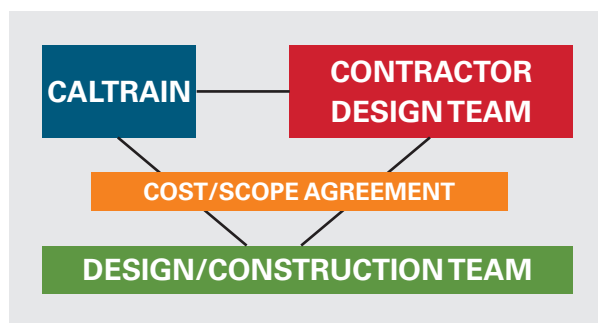 CALTRAIN
CONTRACTOR
DESIGN TEAM
COST/SCOPE AGREEMENT
DESIGN/CONSTRUCTION TEAM